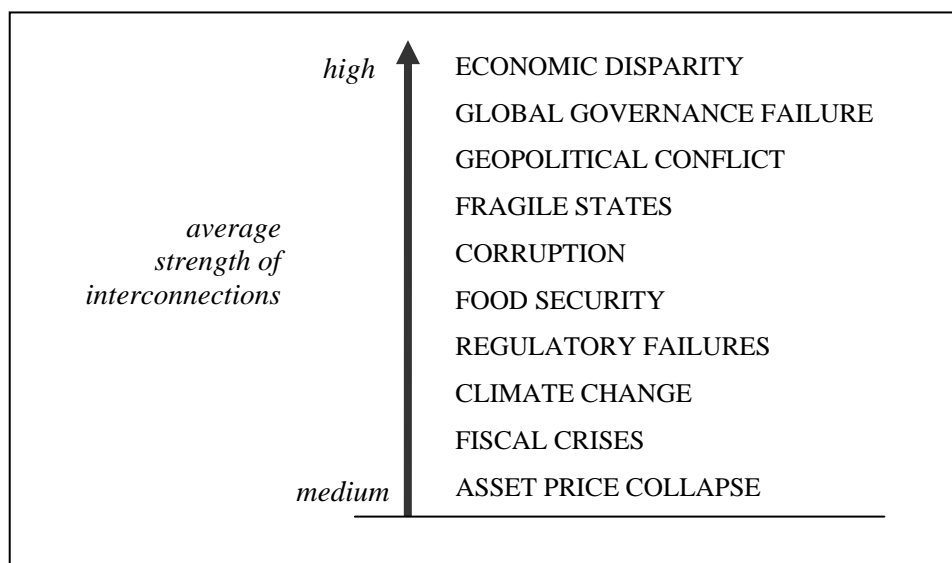 high
ECONOMIC DISPARITY
GLOBAL GOVERNANCE FAILURE
GEOPOLITICAL CONFLICT
FRAGILE STATES
average
strength of
interconnections
CORRUPTION
FOOD SECURITY
REGULATORY FAILURES
CLIMATE CHANGE
FISCAL CRISES
medium
ASSET PRICE COLLAPSE